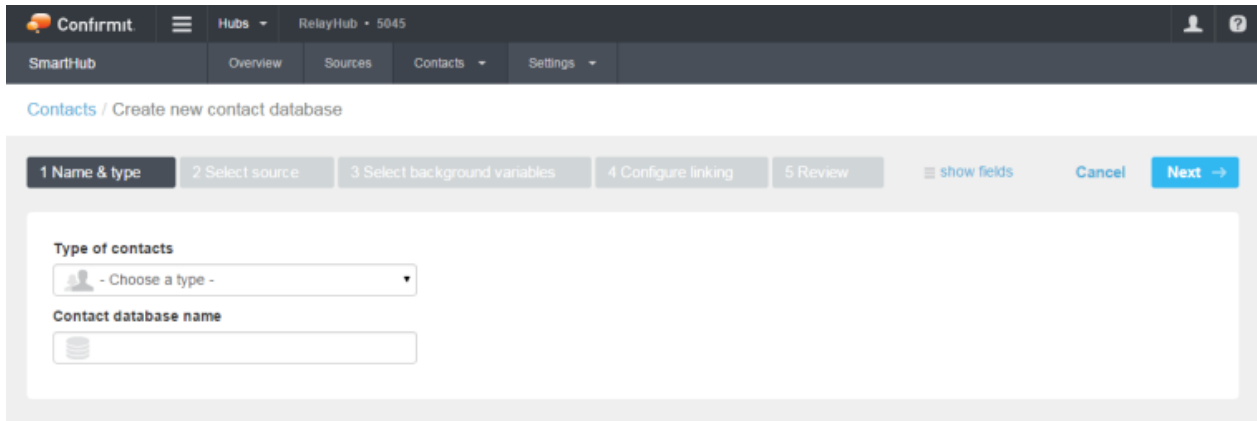 Confirmit. Hubs RelayHub • 5045
SmartHub Overview Sources Contacts Settings
Contacts / Create new contact database
1 Name & type 2 Select source 3 Select background variables 4 Configure linking 5 Review show fields Cancel Next →
Type of contacts
- Choose a type -
Contact database name